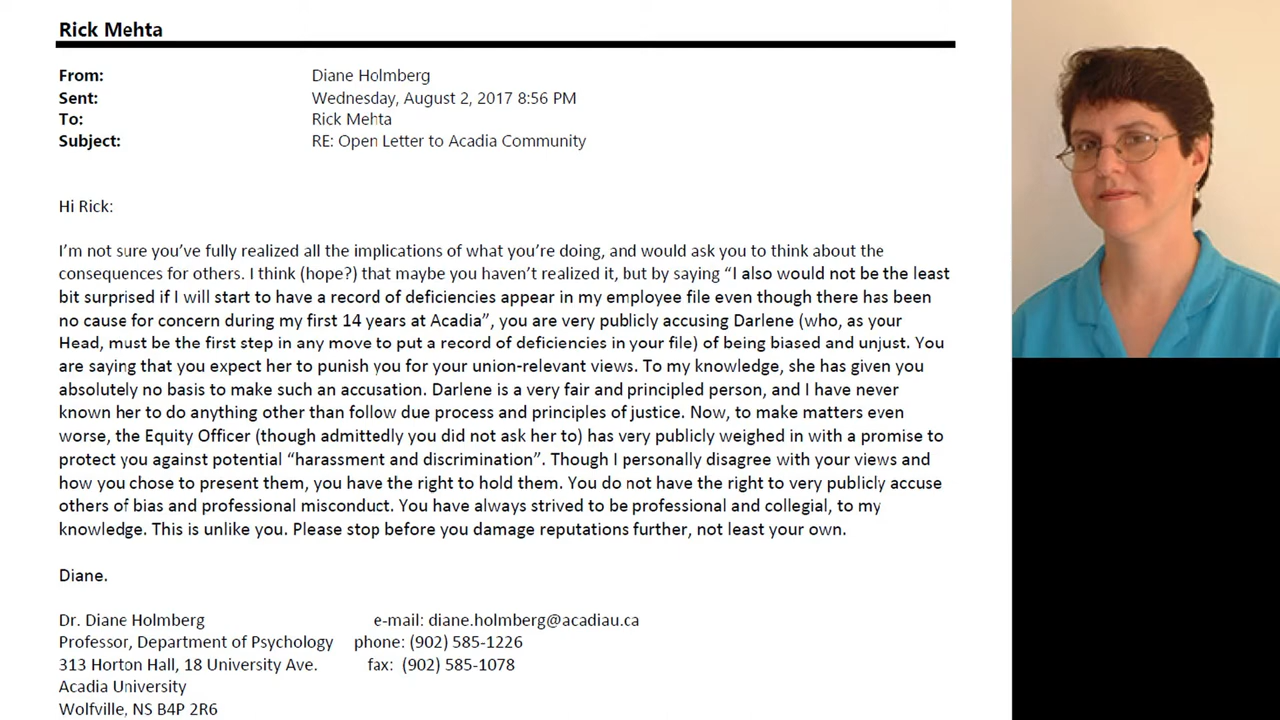 Rick Mehta
From: Diane Holmberg
Sent: Wednesday, August 2, 2017 8:56 PM
To: Rick Mehta
Subject: RE: Open Letter to Acadia Community
Hi Rick:
I'm not sure you've fully realized all the implications of what you're doing, and would ask you to think about the
consequences for others. I think (hope?) that maybe you haven't realized it, but by saying "I also would not be the least
bit surprised if I will start to have a record of deficiencies appear in my employee file even though there has been
no cause for concern during my first 14 years at Acadia", you are very publicly accusing Darlene (who, as your
Head, must be the first step in any move to put a record of deficiencies in your file) of being biased and unjust. You
are saying that you expect her to punish you for your union-relevant views. To my knowledge, she has given you
absolutely no basis to make such an accusation. Darlene is a very fair and principled person, and I have never
known her to do anything other than follow due process and principles of justice. Now, to make matters even
worse, the Equity Officer (though admittedly you did not ask her to) has very publicly weighed in with a promise to
protect you against potential "harassment and discrimination". Though I personally disagree with your views and
how you chose to present them, you have the right to hold them. You do not have the right to very publicly accuse
others of bias and professional misconduct. You have always strived to be professional and collegial, to my
knowledge. This is unlike you. Please stop before you damage reputations further, not least your own.
Diane.
Dr. Diane Holmberg e-mail: diane.holmberg@acadiau.ca
Professor, Department of Psychology phone: (902) 585-1226
313 Horton Hall, 18 University Ave. fax: (902) 585-1078
Acadia University
Wolfville, NS B4P 2R6